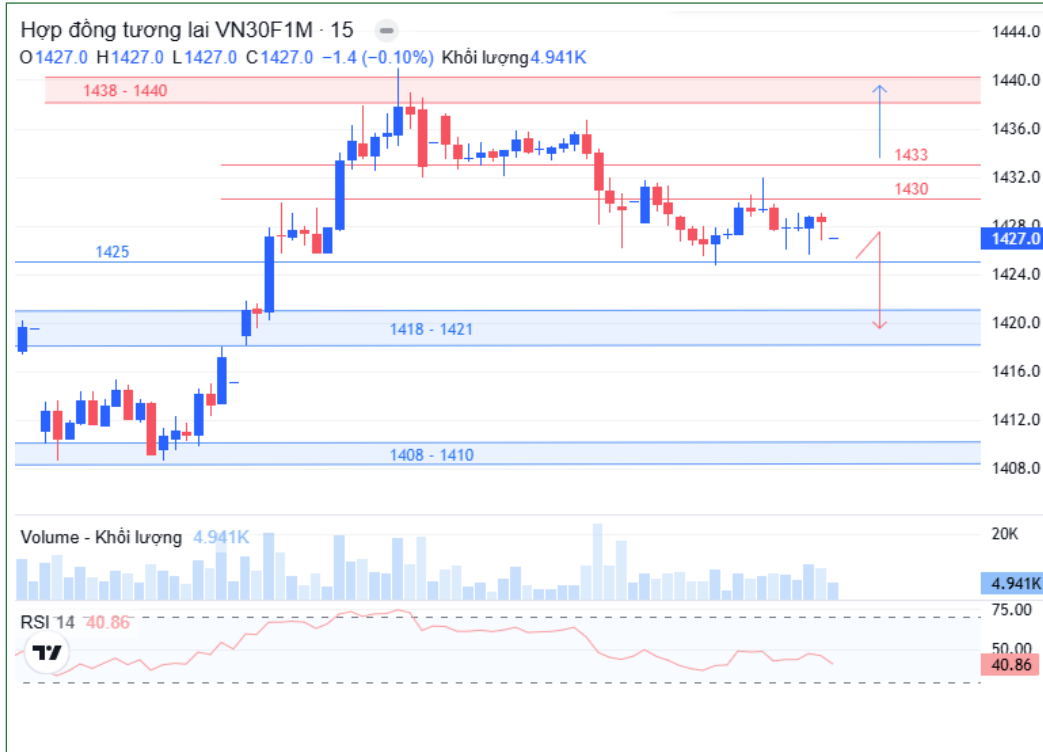 Hợp đồng tương lai VN30F1M · 15
O1427.0 H1427.0 L1427.0 C1427.0 −1.4 (−0.10%) Khối lượng4.941K
1444.0
1440.0
1438 - 1440
1436.0
1433
1432.0
1430
1428.0
1427.0
1425
1424.0
1420.0
1418 - 1421
1416.0
1412.0
1408 - 1410
1408.0
Volume - Khối lượng 4.941K
20K
4.941K
RSI 14 40.86
75.00
50.00
40.86